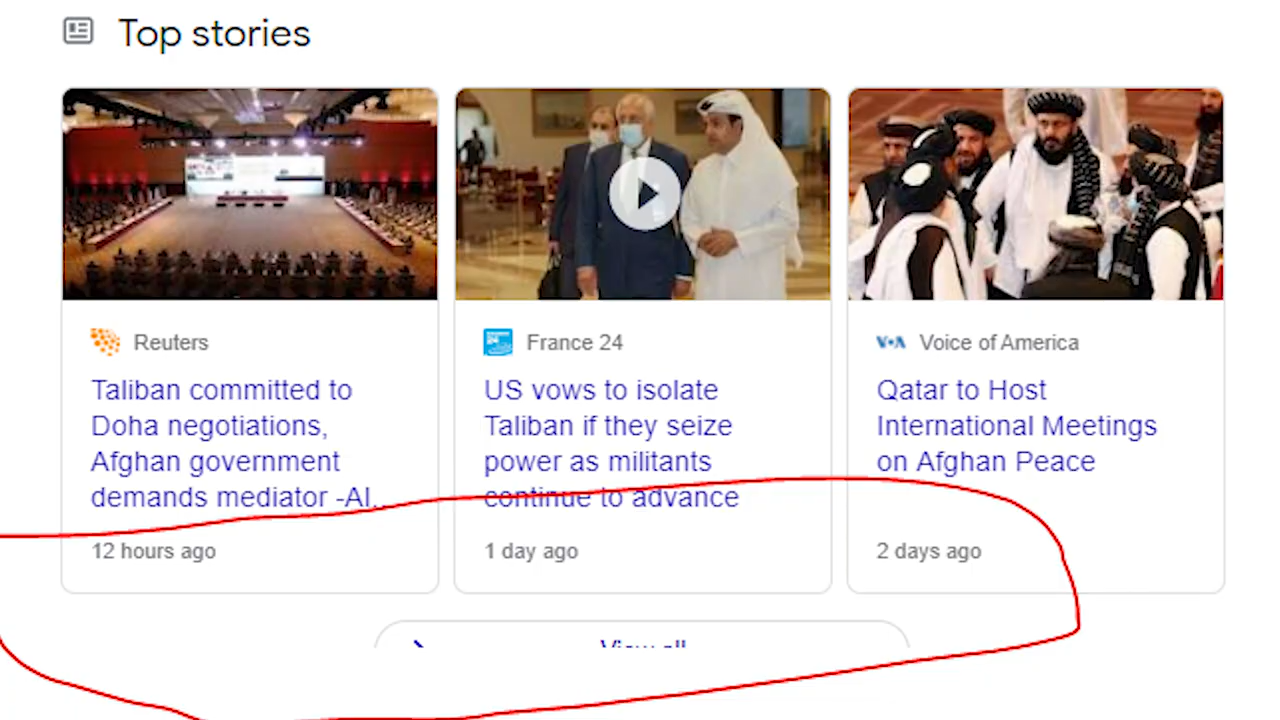 Top stories
Reuters
Taliban committed to
Doha negotiations,
Afghan government
demands mediator -Al...
12 hours ago
France 24
US vows to isolate
Taliban if they seize
power as militants
continue to advance
1 day ago
VOA Voice of America
Qatar to Host
International Meetings
on Afghan Peace
2 days ago
View all